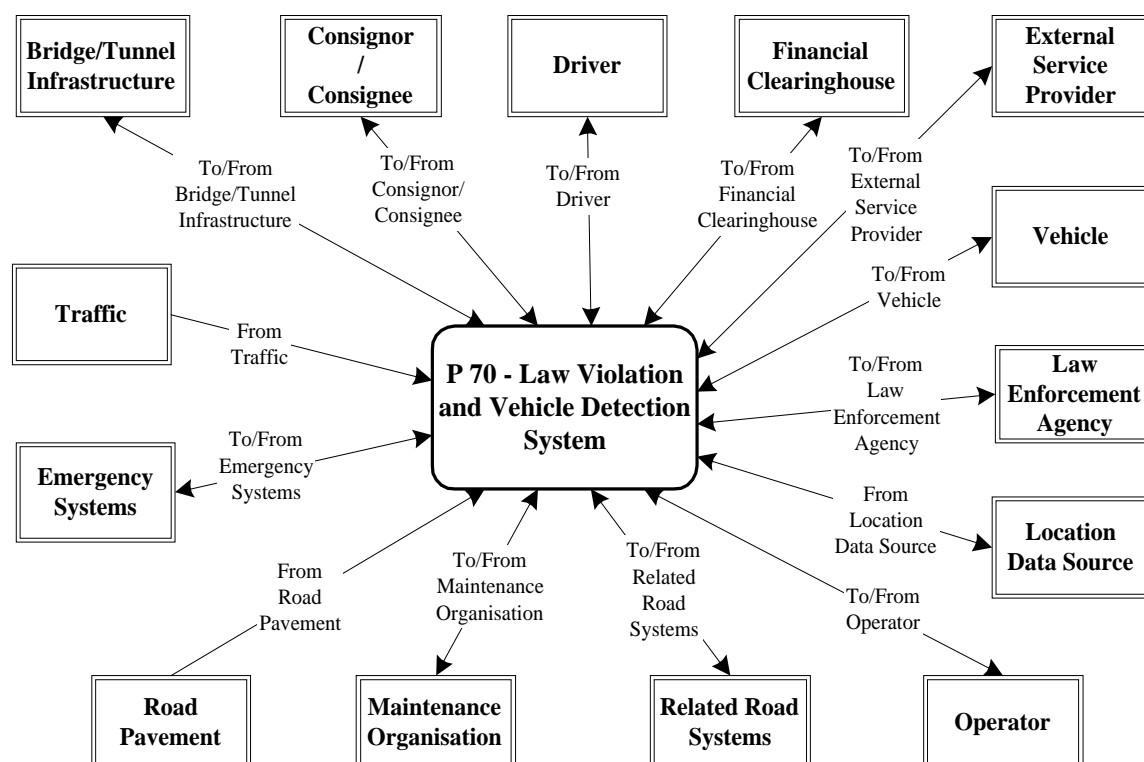 Bridge/Tunnel
Infrastructure
Consignor
/
Consignee
Driver
Financial
Clearinghouse
External
Service
Provider
To/From
Bridge/Tunnel
Infrastructure
To/From
Consignor/
Consignee
To/From
Driver
To/From
Financial
Clearinghouse
To/From
External
Service
Provider
Vehicle
To/From
Vehicle
Traffic
From
Traffic
P 70 - Law Violation
and Vehicle Detection
System
To/From
Law
Enforcement
Agency
Law
Enforcement
Agency
Emergency
Systems
To/From
Emergency
Systems
From
Location
Data Source
Location
Data Source
From
Road
Pavement
To/From
Maintenance
Organisation
To/From
Related
Road
Systems
To/From
Operator
Road
Pavement
Maintenance
Organisation
Related Road
Systems
Operator